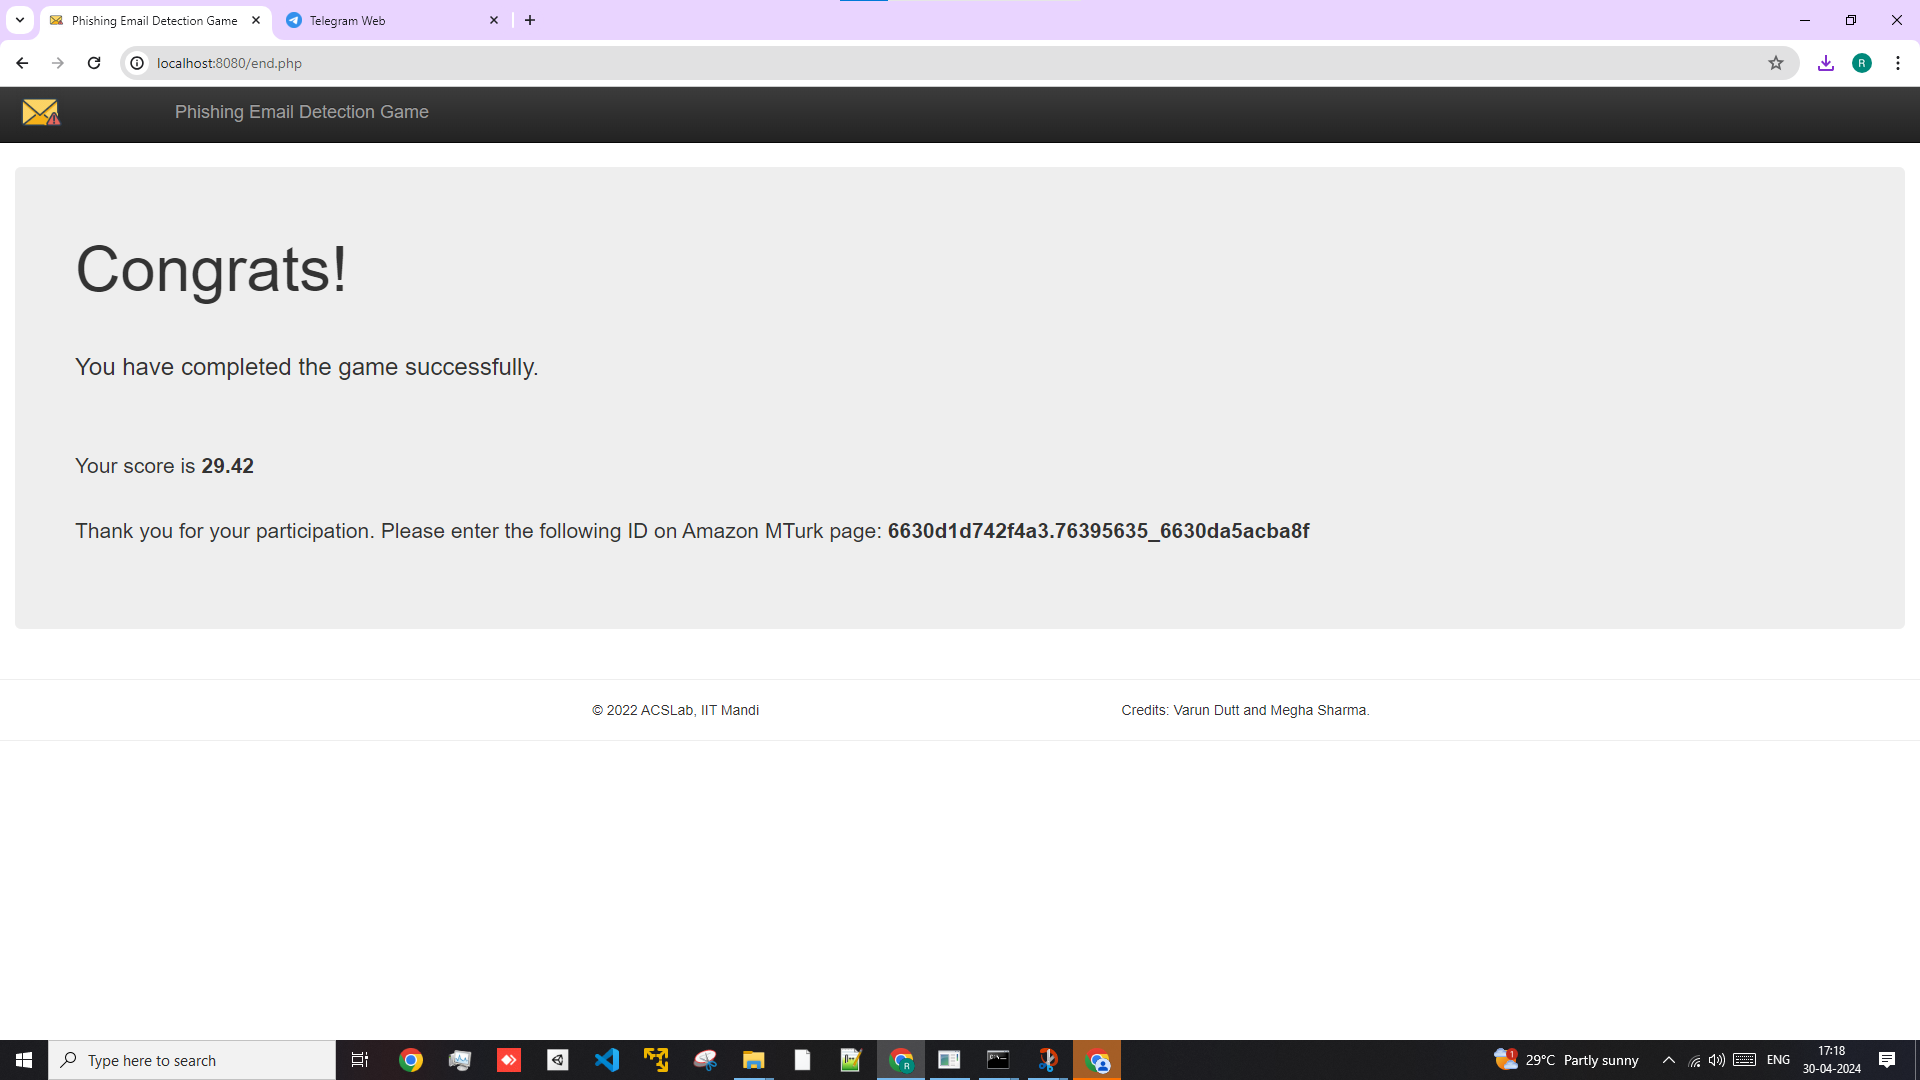 Phishing Email Detection Game
Telegram Web
localhost:8080/end.php
R
Phishing Email Detection Game
Congrats!
You have completed the game successfully.
Your score is 29.42
Thank you for your participation. Please enter the following ID on Amazon MTurk page: 6630d1d742f4a3.76395635_6630da5acba8f
© 2022 ACSLab, IIT Mandi
Credits: Varun Dutt and Megha Sharma.
Type here to search
R
1
29°C Partly sunny
ENG
17:18
30-04-2024